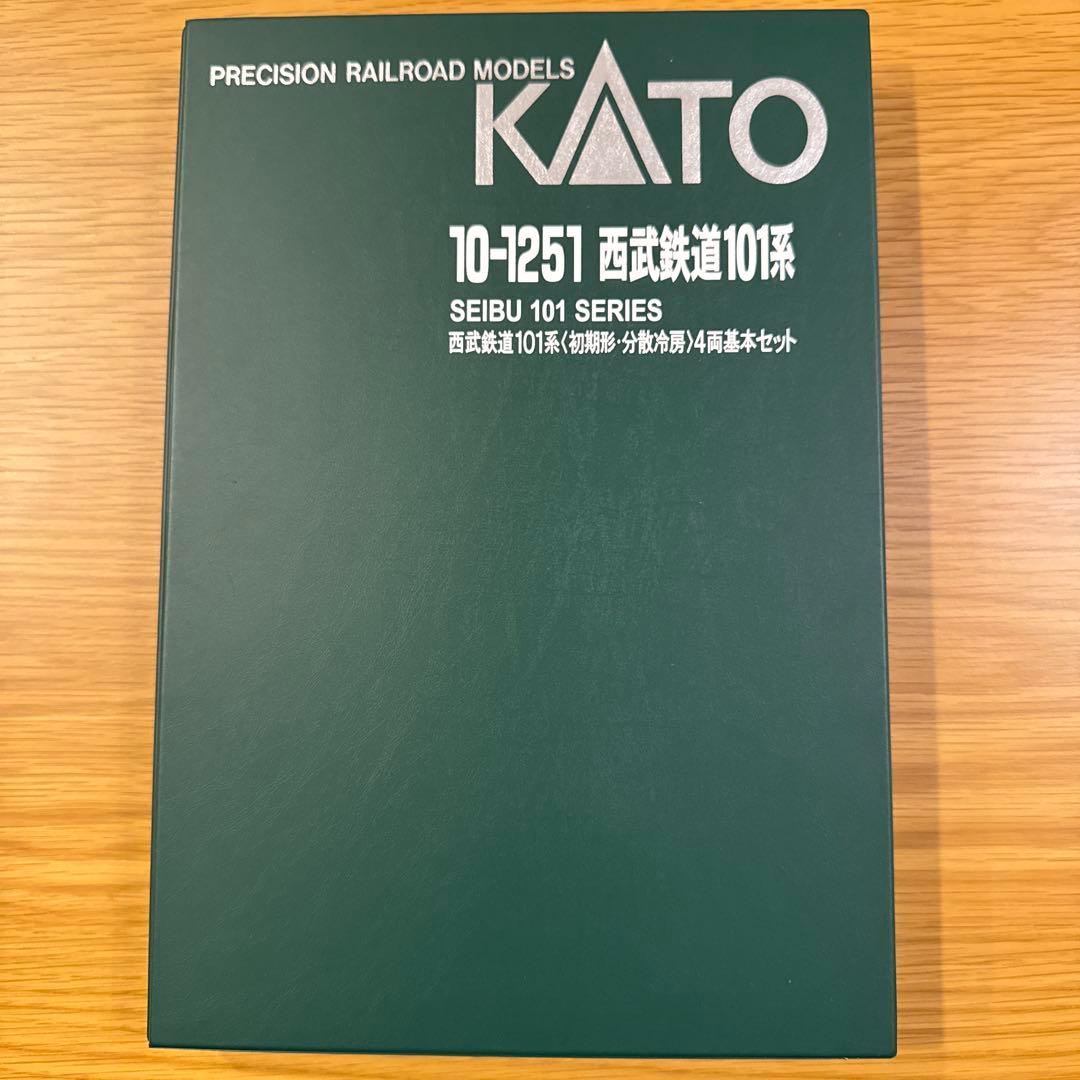 PRECISION RAILROAD MODELS
KATO
10-1251 西武鉄道101系
SEIBU 101 SERIES
西武鉄道101系〈初期形・分散冷房〉4両基本セット